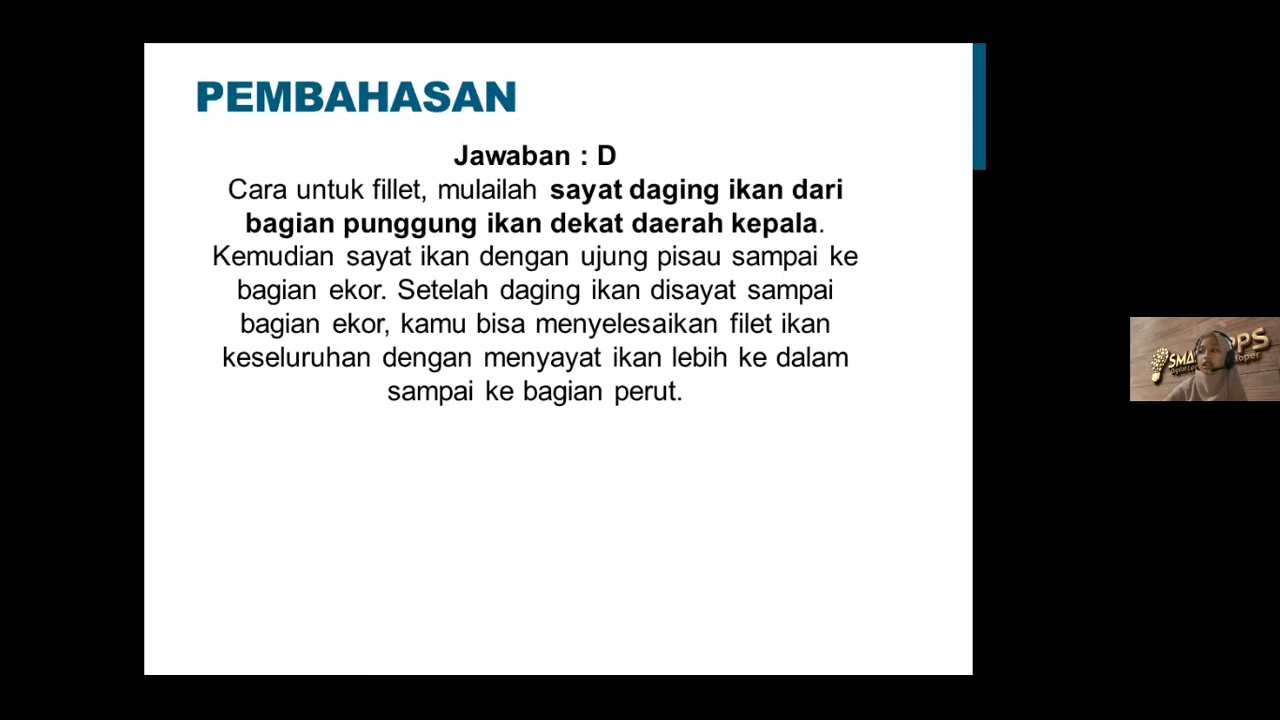 PEMBAHASAN
Jawaban : D
Cara untuk fillet, mulailah sayat daging ikan dari
bagian punggung ikan dekat daerah kepala.
Kemudian sayat ikan dengan ujung pisau sampai ke
bagian ekor. Setelah daging ikan disayat sampai
bagian ekor, kamu bisa menyelesaikan filet ikan
keseluruhan dengan menyayat ikan lebih ke dalam
sampai ke bagian perut.